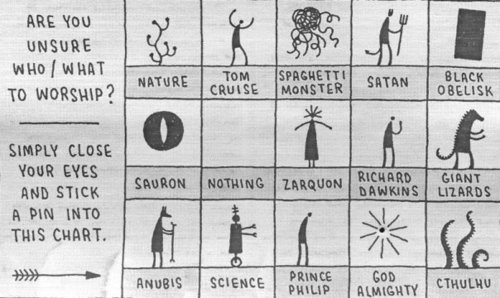 ARE YOU
UNSURE
WHO/WHAT
TO WORSHIP?
SIMPLY CLOSE
YOUR EYES
AND STICK
A PIN INTO
THIS CHART.
NATURE
TOM
CRUISE
SPAGHETTI
MONSTER
SATAN
BLACK
OBELISK
SAURON
NOTHING
ZARQUON
RICHARD
DAWKINS
GIANT
LIZARDS
ANUBIS
SCIENCE
PRINCE
PHILIP
GOD
ALMIGHTY
CTHULHU